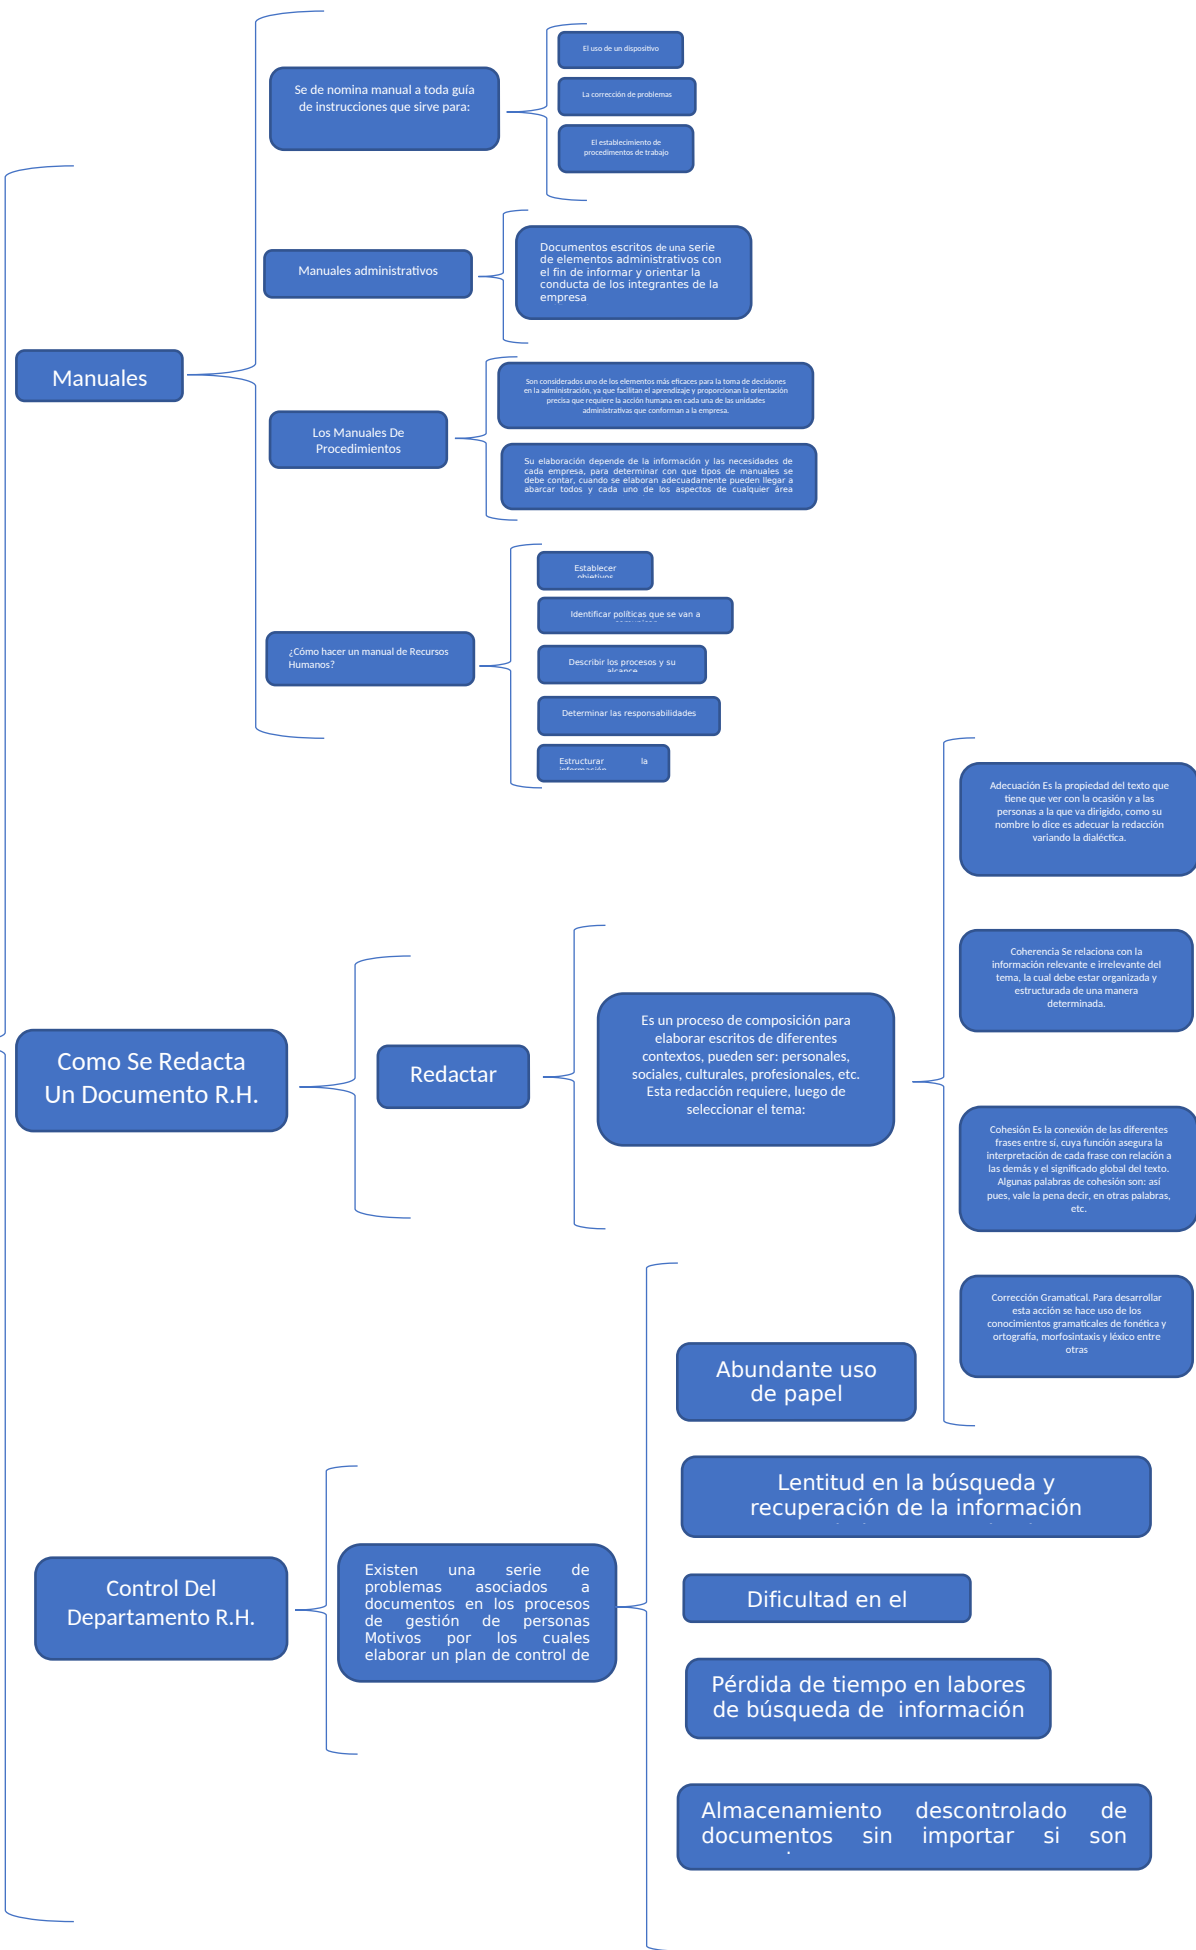 Se de nomina manual a toda guía
de instrucciones que sirve para:
El uso de un dispositivo
La corrección de problemas
El establecimiento de
procedimentos de trabajo
Manuales administrativos
Documentos escritos de una serie
de elementos administrativos con
el fin de informar y orientar la
conducta de los integrantes de la
empresa
Manuales
Los Manuales De
Procedimientos
Son considerados uno de los elementos más eficaces para la toma de decisiones
en la administración, ya que facilitan el aprendizaje y proporcionan la orientación
precisa que requiere la acción humana en cada una de las unidades
administrativas que conforman a la empresa.
Su elaboración depende de la información y las necesidades de
cada empresa, para determinar con que tipos de manuales se
debe contar, cuando se elaboran adecuadamente pueden llegar a
abarcar todos y cada uno de los aspectos de cualquier área
¿Cómo hacer un manual de Recursos
Humanos?
Establecer
objetivos
Identificar políticas que se van a
Describir los procesos y su
alcance
Determinar las responsabilidades
Estructurar la
información
Como Se Redacta
Un Documento R.H.
Redactar
Es un proceso de composición para
elaborar escritos de diferentes
contextos, pueden ser: personales,
sociales, culturales, profesionales, etc.
Esta redacción requiere, luego de
seleccionar el tema:
Adecuación Es la propiedad del texto que
tiene que ver con la ocasión y a las
personas a la que va dirigido, como su
nombre lo dice es adecuar la redacción
variando la dialéctica.
Coherencia Se relaciona con la
información relevante e irrelevante del
tema, la cual debe estar organizada y
estructurada de una manera
determinada.
Cohesión Es la conexión de las diferentes
frases entre sí, cuya función asegura la
interpretación de cada frase con relación a
las demás y el significado global del texto.
Algunas palabras de cohesión son: así
pues, vale la pena decir, en otras palabras,
etc.
Corrección Gramatical. Para desarrollar
esta acción se hace uso de los
conocimientos gramaticales de fonética y
ortografía, morfosintaxis y léxico entre
otras
Control Del
Departamento R.H.
Existen una serie de
problemas asociados a
documentos en los procesos
de gestión de personas
Motivos por los cuales
elaborar un plan de control de
Abundante uso
de papel
Lentitud en la búsqueda y
recuperación de la información
Dificultad en el
Pérdida de tiempo en labores
de búsqueda de información
Almacenamiento descontrolado de
documentos sin importar si son